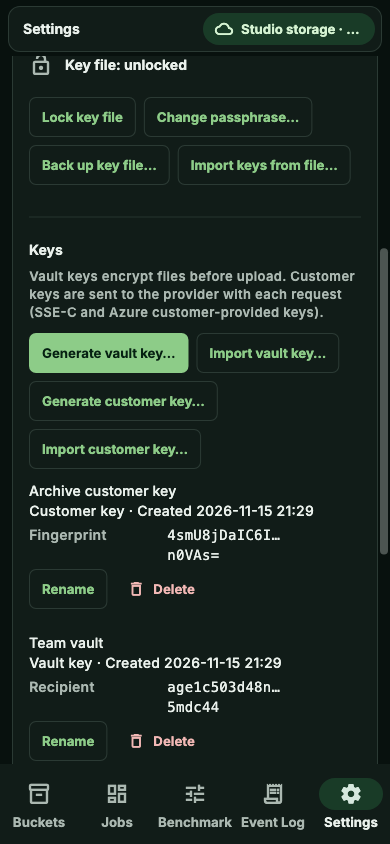 Settings
Studio storage · ...
Key file: unlocked
Lock key file
Change passphrase...
Back up key file...
Import keys from file...
Keys
Vault keys encrypt files before upload. Customer
keys are sent to the provider with each request
(SSE-C and Azure customer-provided keys).
Generate vault key...
Import vault key...
Generate customer key...
Import customer key...
Archive customer key
Customer key · Created 2026-11-15 21:29
Fingerprint
4smU8jDaIC6I…
n0VAs=
Rename
Delete
Team vault
Vault key · Created 2026-11-15 21:29
Recipient
age1c503d48n…
5mdc44
Rename
Delete
Buckets
Jobs
Benchmark
Event Log
Settings